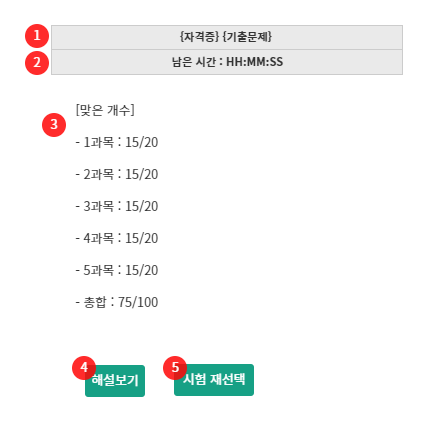 1 {자격증} {기출문제}
2 남은 시간 : HH:MM:SS
[맞은 개수]
3
- 1과목 : 15/20
- 2과목 : 15/20
- 3과목 : 15/20
- 4과목 : 15/20
- 5과목 : 15/20
- 총합 : 75/100
4 해설보기 5 시험 재선택